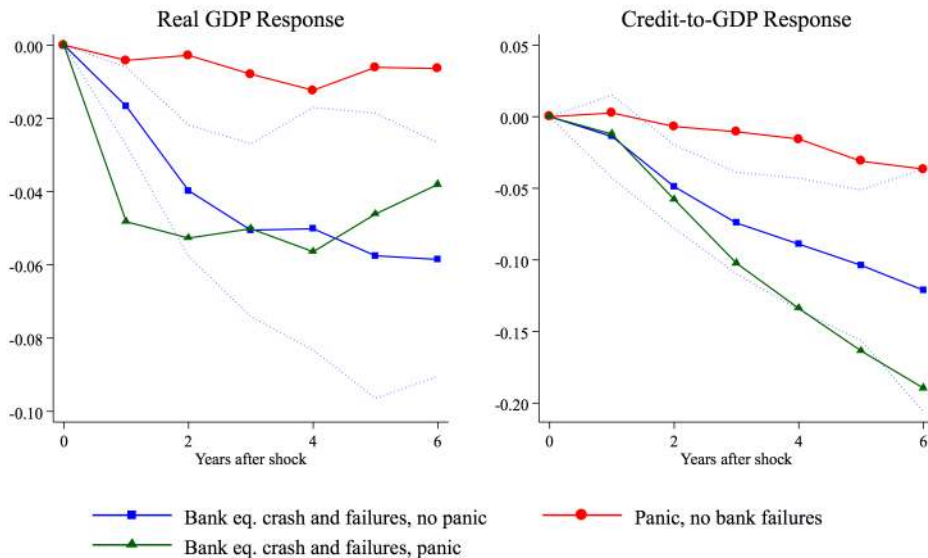 Real GDP Response
0.00
-0.02
-0.04
-0.06
-0.08
-0.10
0
2
4
6
Years after shock
Credit-to-GDP Response
0.05
0.00
-0.05
-0.10
-0.15
-0.20
0
2
4
6
Years after shock
Bank eq. crash and failures, no panic
Panic, no bank failures
Bank eq. crash and failures, panic